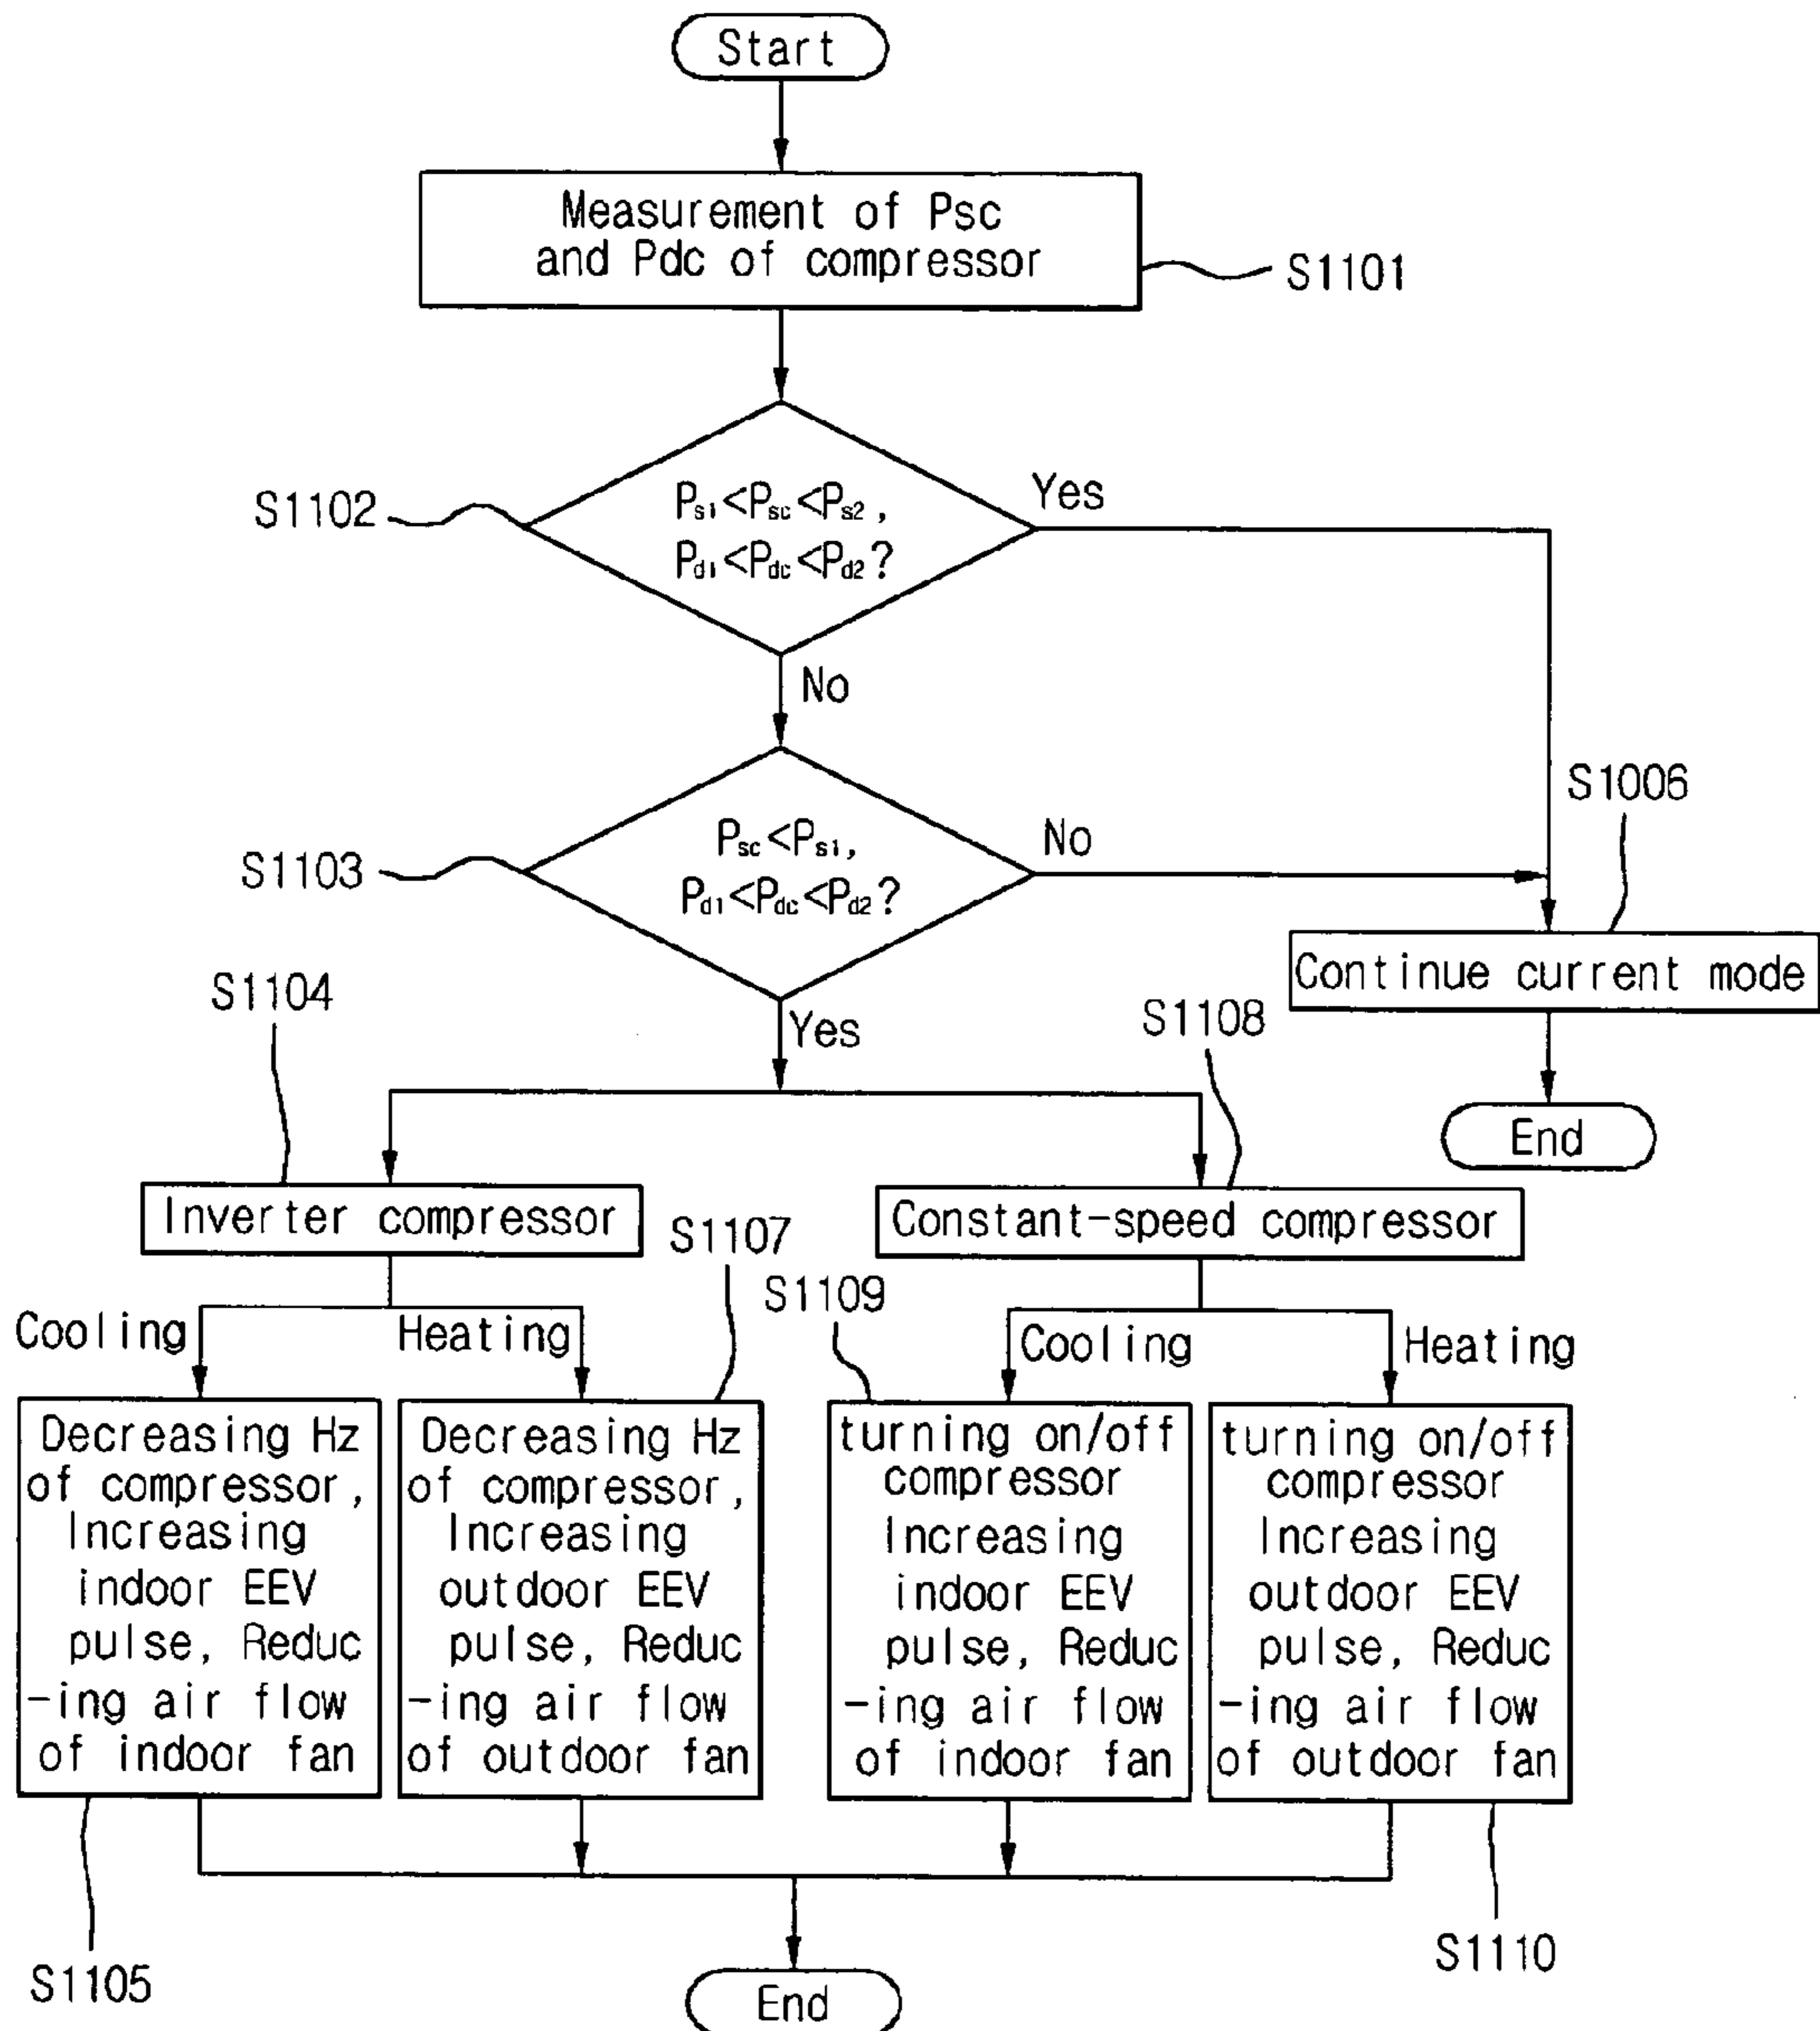 Start
Measurement of Psc
and Pdc of compressor
S1101
S1102
Ps1<Psc<Ps2,
Pd1<Pdc<Pd2?
Yes
No
S1103
Psc<Ps1,
Pd1<Pdc<Pd2?
No
S1006
Continue current mode
End
Yes
S1104
S1108
Inverter compressor
Constant-speed compressor
S1107
S1109
Cooling
Heating
Cooling
Heating
Decreasing Hz
of compressor,
Increasing
indoor EEV
pulse, Reduc
-ing air flow
of indoor fan
Decreasing Hz
of compressor,
Increasing
outdoor EEV
pulse, Reduc
-ing air flow
of outdoor fan
turning on/off
compressor
Increasing
indoor EEV
pulse, Reduc
-ing air flow
of indoor fan
turning on/off
compressor
Increasing
outdoor EEV
pulse, Reduc
-ing air flow
of outdoor fan
S1105
S1110
End